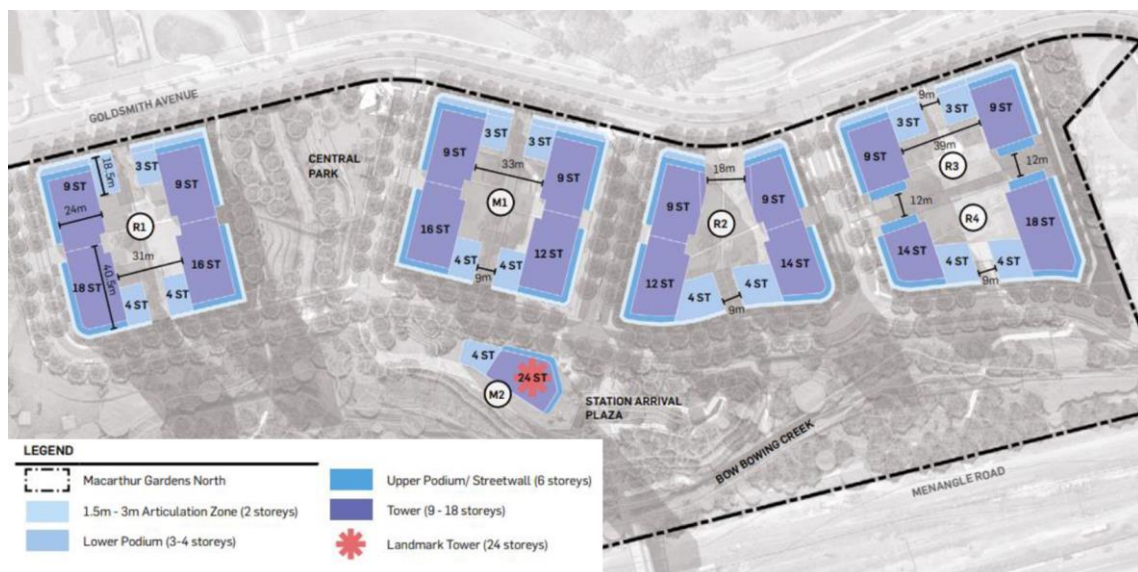 GOLDSMITH AVENUE
CENTRAL
PARK
3 ST
9 ST
18.5m
9 ST
24m
R1
31m
40.5m
18 ST
16 ST
4 ST
4 ST
3 ST
3 ST
9 ST
33m
9 ST
M1
16 ST
12 ST
4 ST
4 ST
9m
18m
9 ST
9 ST
R2
12 ST
14 ST
4 ST
4 ST
9m
9m
3 ST
3 ST
9 ST
39m
9 ST
R3
12m
12m
R4
18 ST
14 ST
4 ST
4 ST
9m
4 ST
24 ST
M2
STATION ARRIVAL
PLAZA
BOW BOWING CREEK
MENANGLE ROAD
LEGEND
Macarthur Gardens North
1.5m - 3m Articulation Zone (2 storeys)
Lower Podium (3-4 storeys)
Upper Podium/ Streetwall (6 storeys)
Tower (9 - 18 storeys)
Landmark Tower (24 storeys)